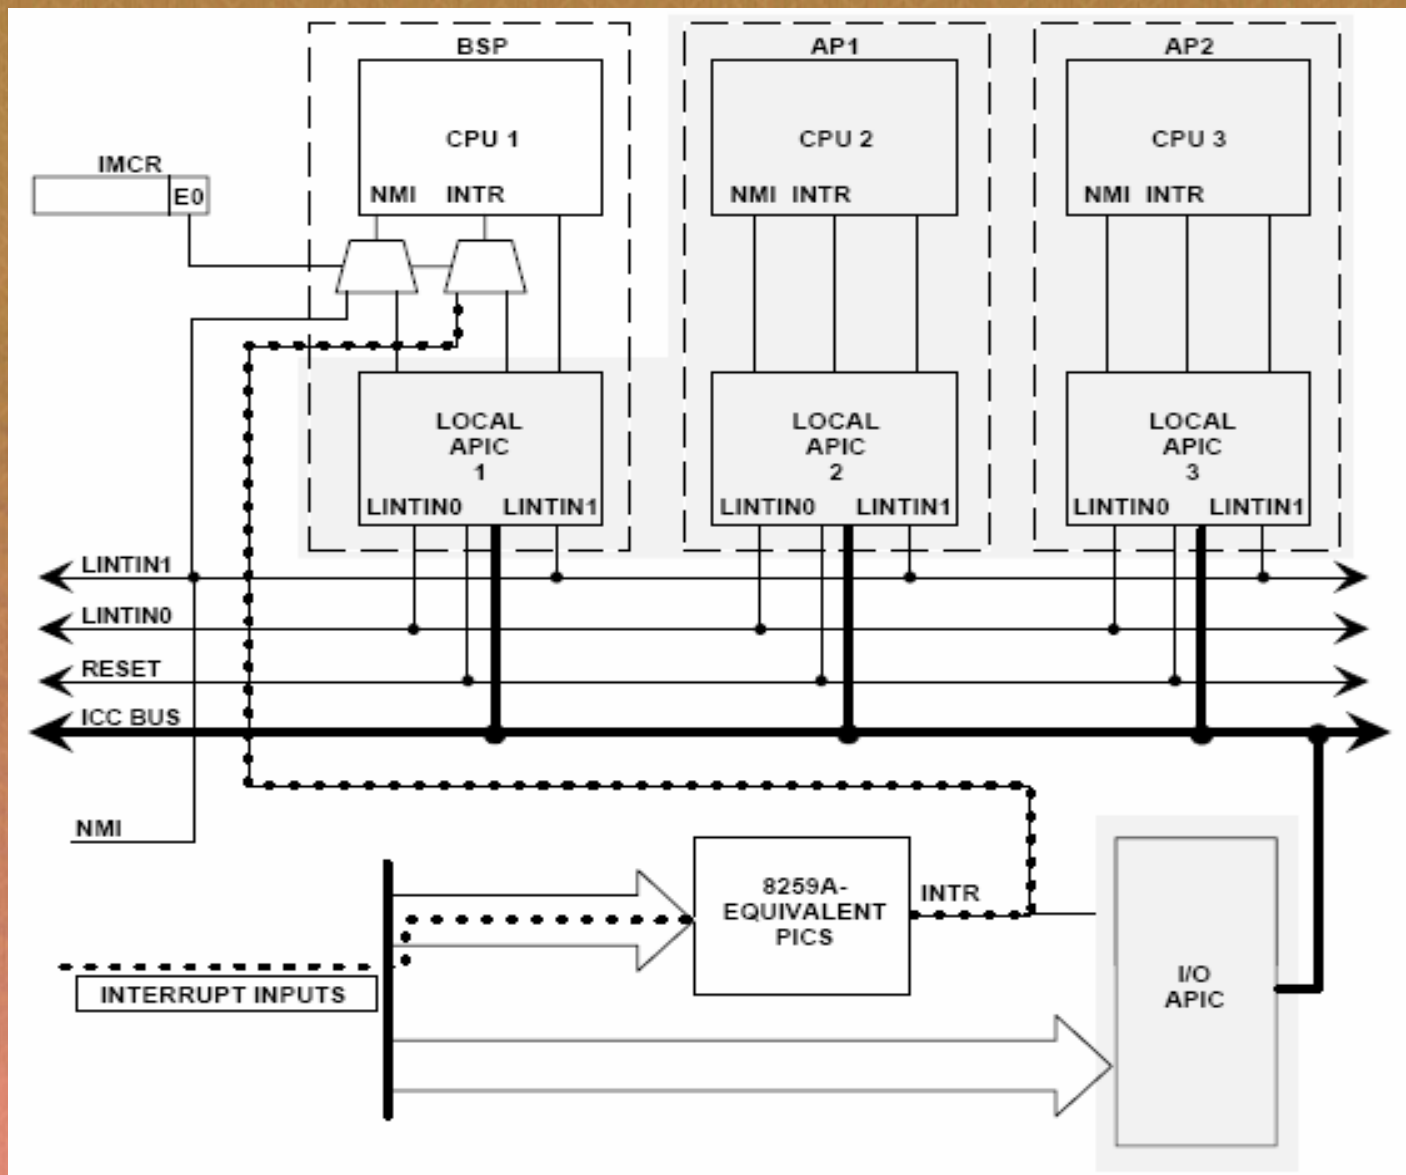 BSP
AP1
AP2
CPU 1
CPU 2
CPU 3
IMCR
E0
NMI INTR
NMI INTR
NMI INTR
LOCAL
APIC
1
LOCAL
APIC
2
LOCAL
APIC
3
LINTIN0 LINTIN1
LINTIN0 LINTIN1
LINTIN0 LINTIN1
LINTIN1
LINTIN0
RESET
ICC BUS
NMI
8259A-
EQUIVALENT
PICS
INTR
INTERRUPT INPUTS
I/O
APIC